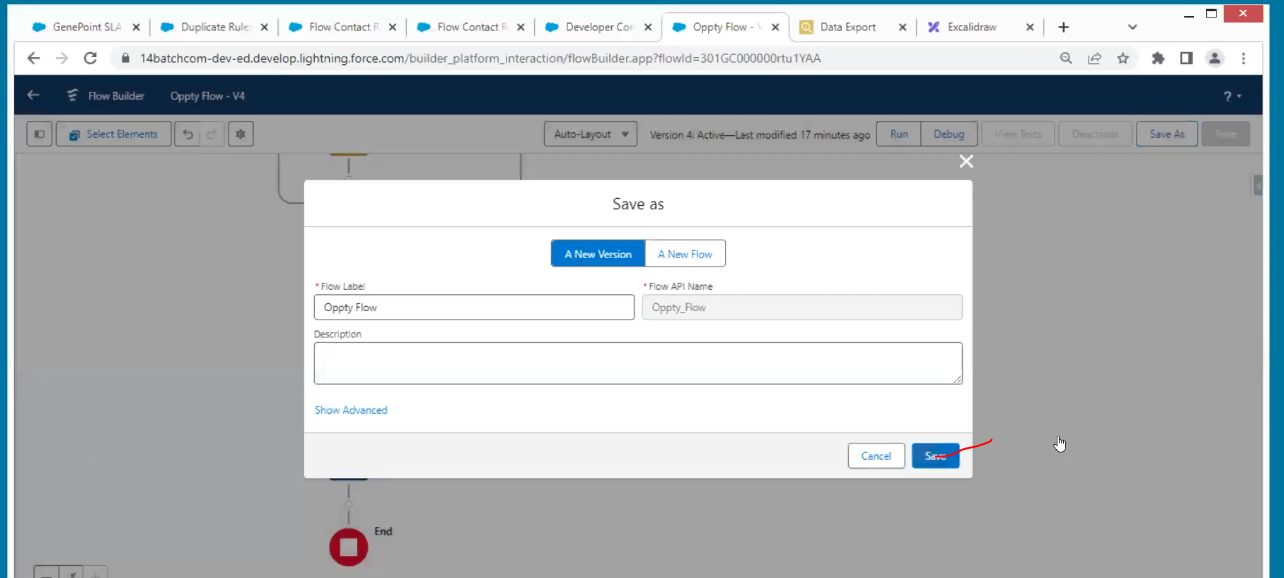 GenePoint SLA
Duplicate Rule
Flow Contact R
Flow Contact R
Developer Con
Oppty Flow - V
Data Export
Excalidraw
14batchcom-dev-ed.develop.lightning.force.com/builder_platform_interaction/flowBuilder.app?flowId=301GC000000rtu1YAA
Flow Builder Oppty Flow - V4
?
Select Elements
Auto-Layout
Version 4: Active—Last modified 17 minutes ago
Run
Debug
View Tests
Deactivate
Save As
Save
Save as
A New Version
A New Flow
* Flow Label
* Flow API Name
Oppty Flow
Oppty_Flow
Description
Show Advanced
Cancel
Save
End